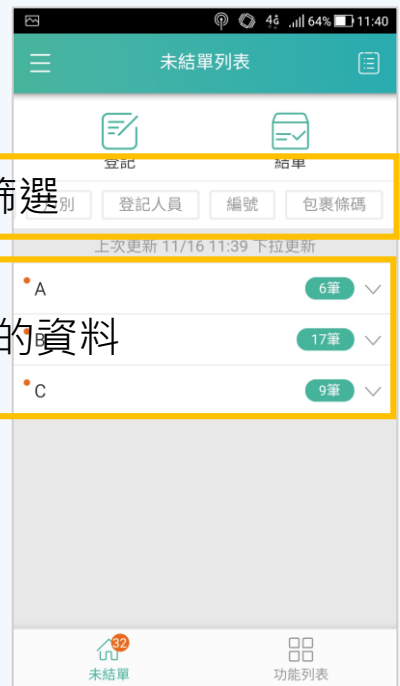 4G 64% 11:40
未結單列表
登記 結單
篩選
別 登記人員 編號 包裹條碼
上次更新 11/16 11:39 下拉更新
A 6筆
的資料
B 17筆
C 9筆
32
未結單 功能列表